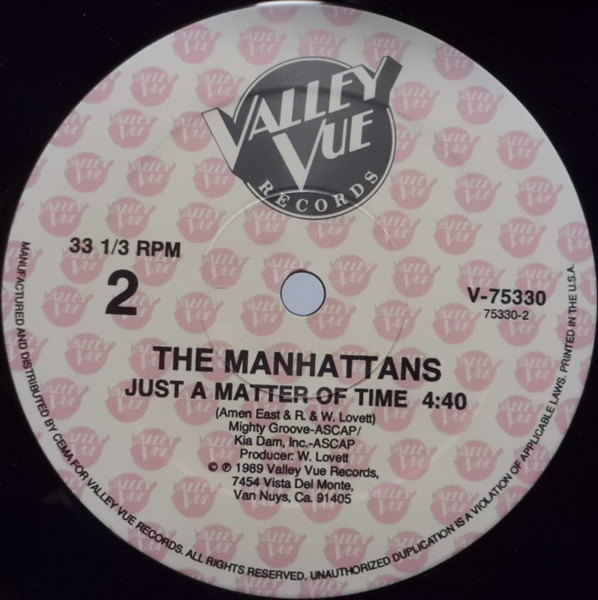 VALLEY
VUE
RECORDS
33 1/3 RPM
2
V-75330
75330-2
THE MANHATTANS
JUST A MATTER OF TIME 4:40
(Amen East & R. & W. Lovett)
Mighty Groove-ASCAP/
Kia Dam, Inc.-ASCAP
Producer: W. Lovett
© ℗ 1989 Valley Vue Records,
7454 Vista Del Monte,
Van Nuys, Ca. 91405
MANUFACTURED AND DISTRIBUTED BY CEMA FOR VALLEY VUE RECORDS. ALL RIGHTS RESERVED. UNAUTHORIZED DUPLICATION IS A VIOLATION OF APPLICABLE LAWS. PRINTED IN THE U.S.A.